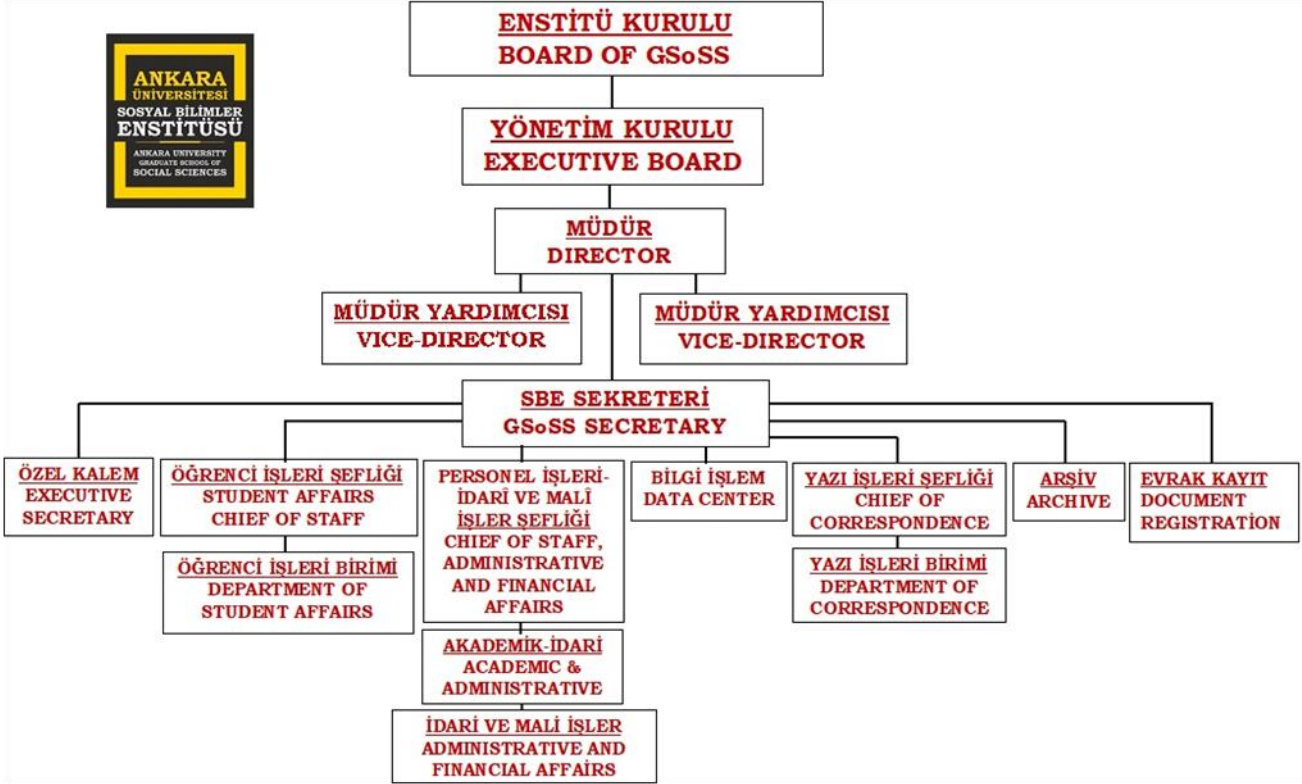 ENSTİTÜ KURULU
BOARD OF GSoSS
ANKARA
ÜNİVERSİTESİ
SOSYAL BİLİMLER
ENSTİTÜSÜ
ANKARA UNIVERSITY
GRADUATE SCHOOL OF
SOCIAL SCIENCES
YÖNETİM KURULU
EXECUTIVE BOARD
MÜDÜR
DIRECTOR
MÜDÜR YARDIMCISI
VICE-DIRECTOR
MÜDÜR YARDIMCISI
VICE-DIRECTOR
SBE SEKRETERİ
GSoSS SECRETARY
ÖZEL KALEM
EXECUTIVE
SECRETARY
ÖĞRENCİ İŞLERİ ŞEFLİĞİ
STUDENT AFFAIRS
CHIEF OF STAFF
ÖĞRENCİ İŞLERİ BİRİMİ
DEPARTMENT OF
STUDENT AFFAIRS
PERSONEL İŞLERİ-
İDARÎ VE MALÎ
İŞLER ŞEFLİĞİ
CHIEF OF STAFF,
ADMINISTRATIVE
AND FINANCIAL
AFFAIRS
AKADEMİK-İDARİ
ACADEMIC &
ADMINISTRATIVE
İDARİ VE MALİ İŞLER
ADMINISTRATIVE AND
FINANCIAL AFFAIRS
BİLGİ İŞLEM
DATA CENTER
YAZI İŞLERİ ŞEFLİĞİ
CHIEF OF
CORRESPONDENCE
YAZI İŞLERİ BİRİMİ
DEPARTMENT OF
CORRESPONDENCE
ARŞİV
ARCHIVE
EVRAK KAYIT
DOCUMENT
REGISTRATION